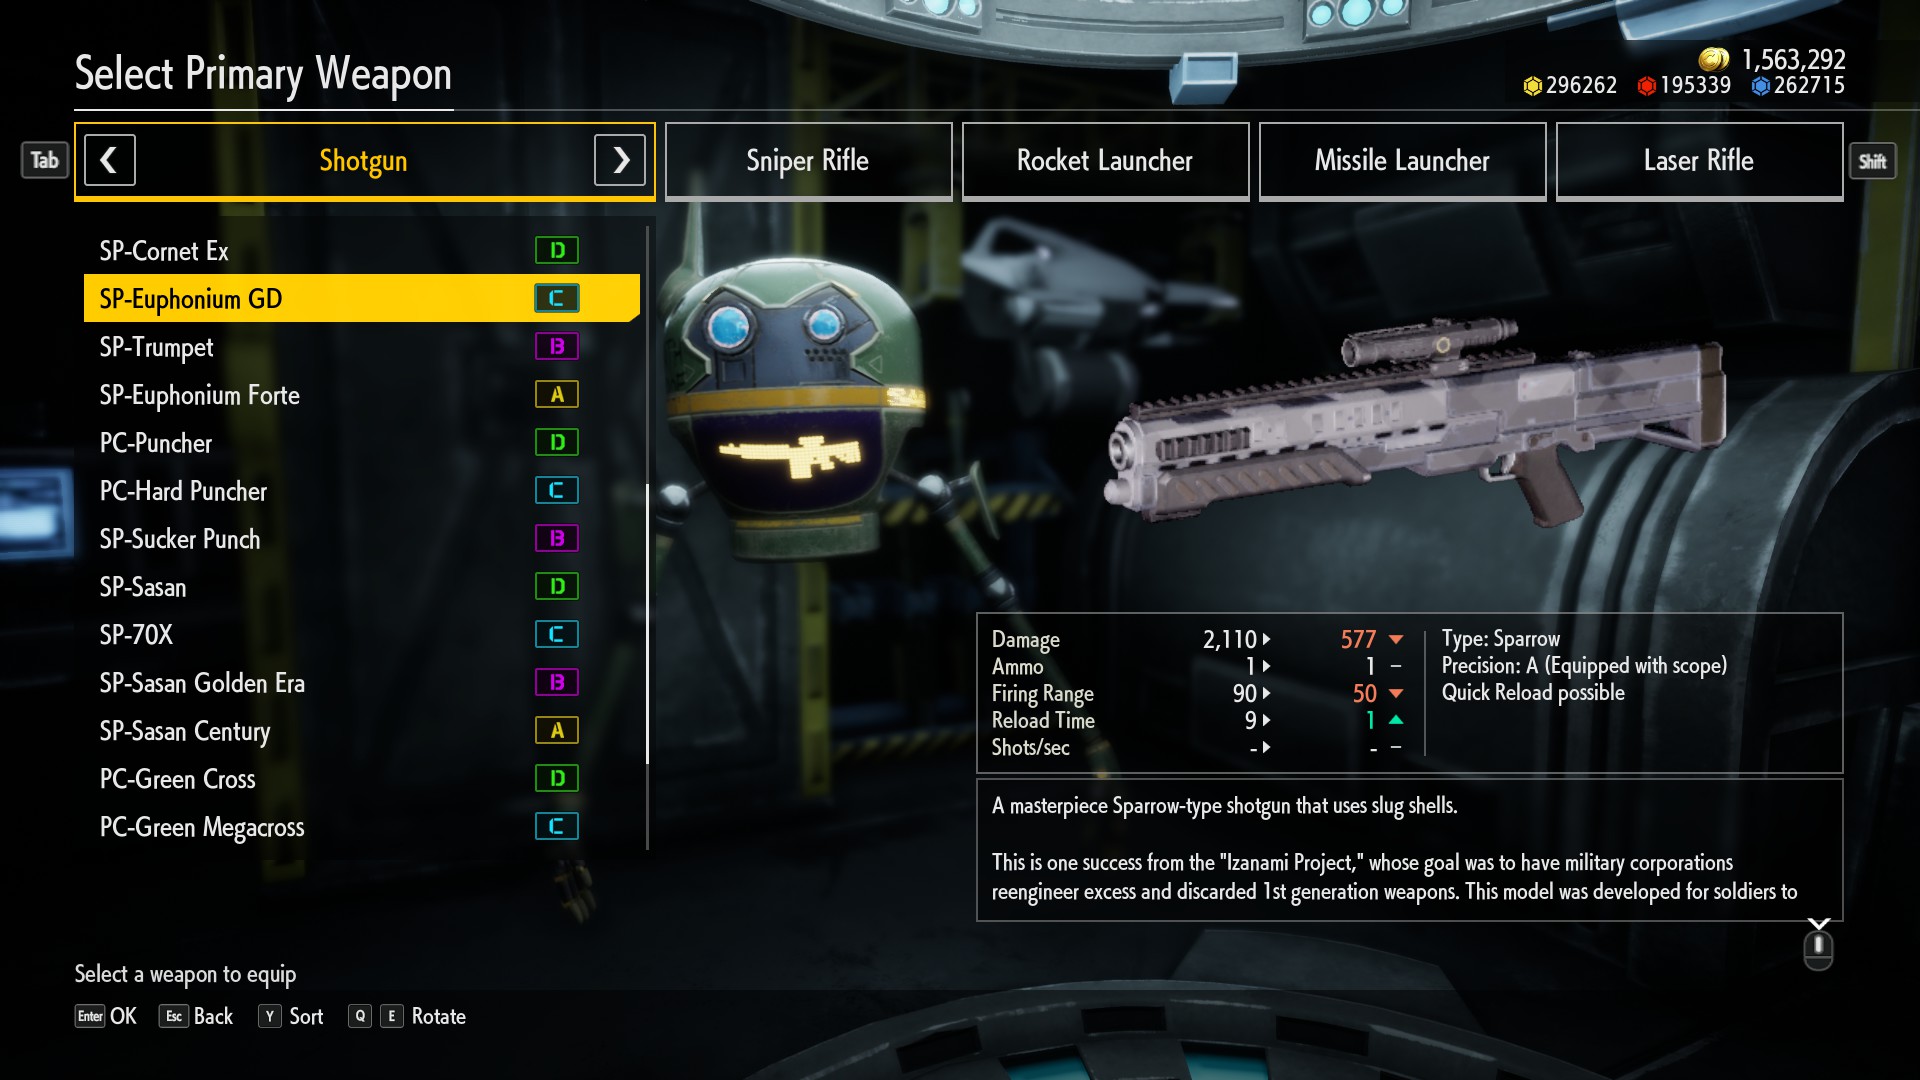 Select Primary Weapon
1,563,292
296262 195339 262715
Tab
Shotgun
Sniper Rifle
Rocket Launcher
Missile Launcher
Laser Rifle
Shift
SP-Cornet Ex D
SP-Euphonium GD C
SP-Trumpet B
SP-Euphonium Forte A
PC-Puncher D
PC-Hard Puncher C
SP-Sucker Punch B
SP-Sasan D
SP-70X C
SP-Sasan Golden Era B
SP-Sasan Century A
PC-Green Cross D
PC-Green Megacross C
Damage 2,110 577
Ammo 1 1 –
Firing Range 90 50
Reload Time 9 1
Shots/sec - - –
Type: Sparrow
Precision: A (Equipped with scope)
Quick Reload possible
A masterpiece Sparrow-type shotgun that uses slug shells.
This is one success from the "Izanami Project," whose goal was to have military corporations
reengineer excess and discarded 1st generation weapons. This model was developed for soldiers to
Select a weapon to equip
Enter OK Esc Back Y Sort Q E Rotate